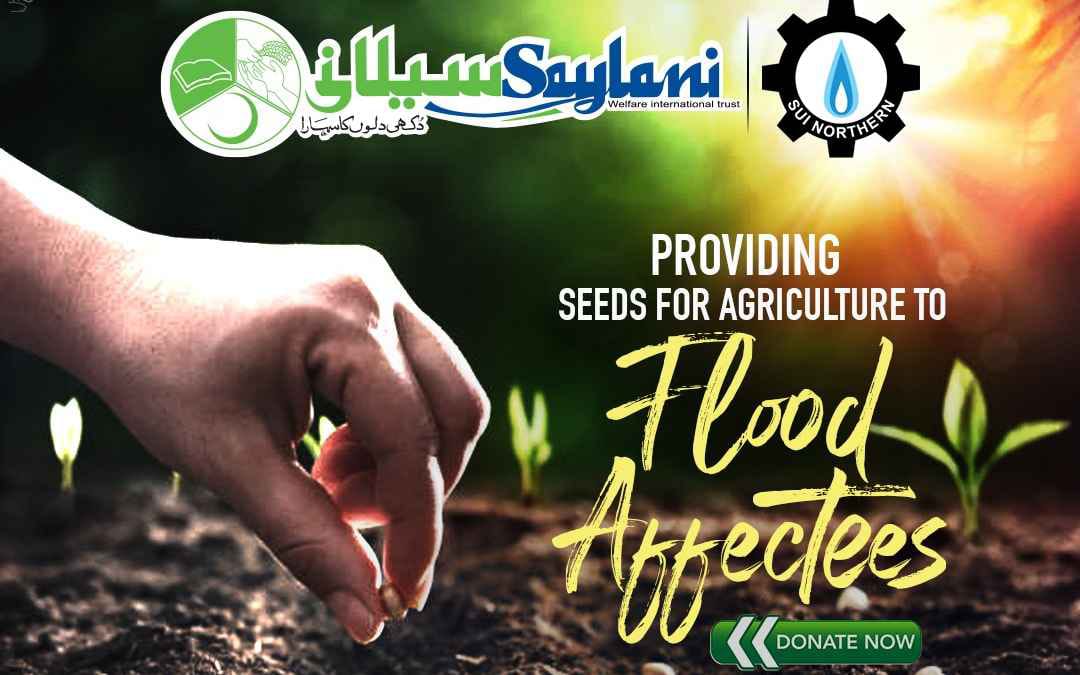 سیلانی Saylani
Welfare international trust
دُکھی دلوں کا سہارا
SUI NORTHERN
PROVIDING
SEEDS FOR AGRICULTURE TO
Flood
Affectees
DONATE NOW